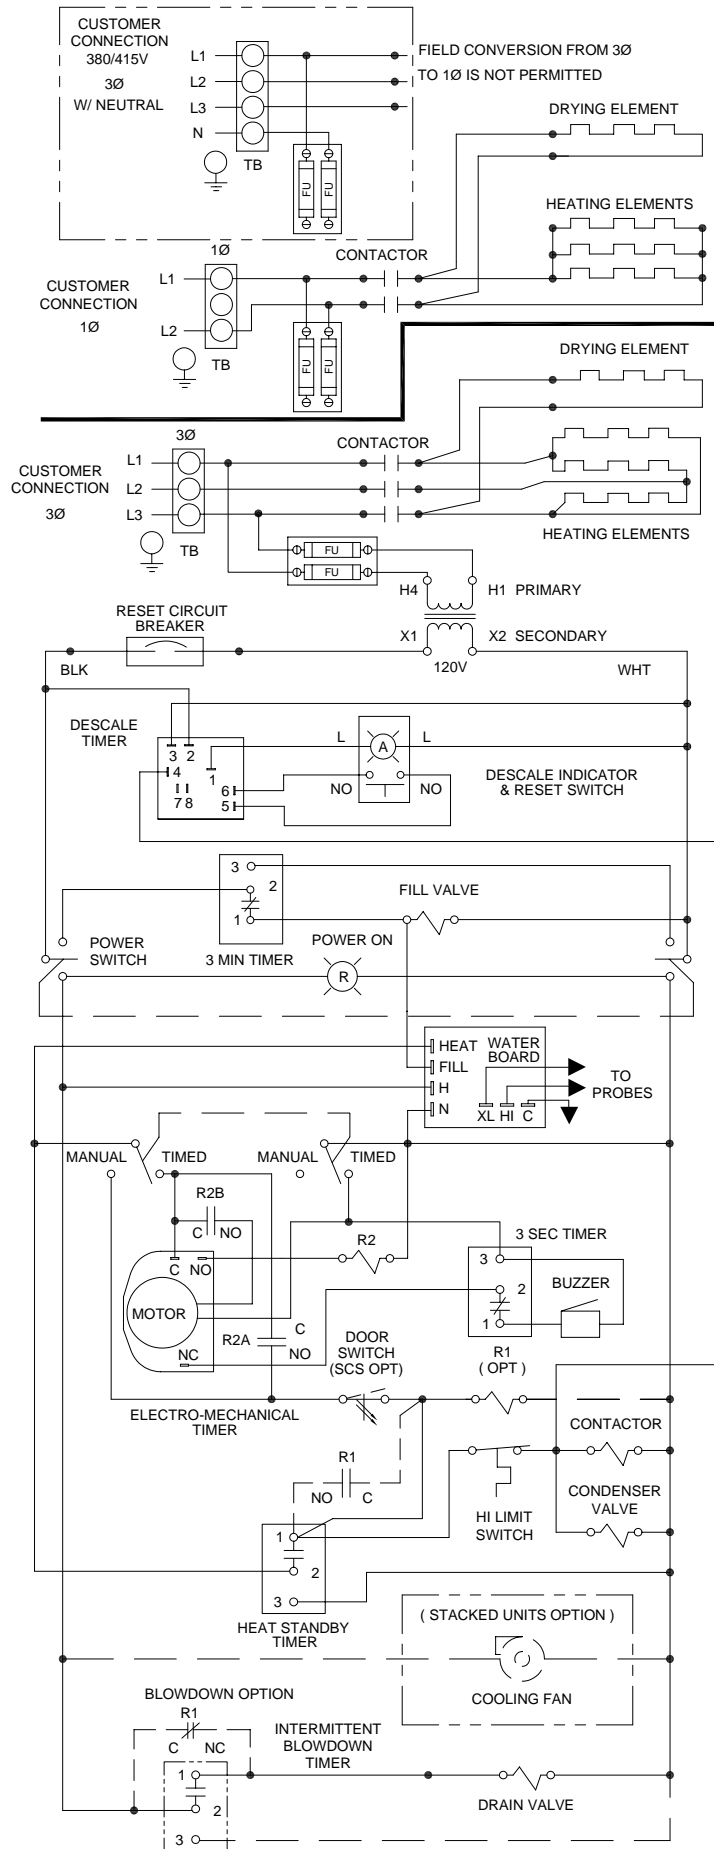 CUSTOMER
CONNECTION
380/415V
3Ø
W/ NEUTRAL
L1
L2
L3
N
TB
FU
FU
FIELD CONVERSION FROM 3Ø
TO 1Ø IS NOT PERMITTED
DRYING ELEMENT
HEATING ELEMENTS
CONTACTOR
1Ø
CUSTOMER
CONNECTION
1Ø
L1
L2
TB
FU
FU
DRYING ELEMENT
3Ø
CUSTOMER
CONNECTION
3Ø
L1
L2
L3
TB
CONTACTOR
HEATING ELEMENTS
FU
FU
H4
H1 PRIMARY
RESET CIRCUIT
BREAKER
X1
X2 SECONDARY
120V
BLK
WHT
DESCALE
TIMER
3 2
4
1
7 8
6
5
L
A
L
NO
NO
DESCALE INDICATOR
& RESET SWITCH
3
2
1
3 MIN TIMER
FILL VALVE
POWER
SWITCH
POWER ON
R
HEAT
FILL
H
N
WATER
BOARD
XL HI C
TO
PROBES
MANUAL
TIMED
MANUAL
TIMED
R2B
C
NO
R2
C NO
MOTOR
NC
R2A
C
NO
3 SEC TIMER
3
2
1
BUZZER
DOOR
SWITCH
(SCS OPT)
R1
( OPT )
ELECTRO-MECHANICAL
TIMER
CONTACTOR
R1
NO
C
HI LIMIT
SWITCH
CONDENSER
VALVE
1
2
3
HEAT STANDBY
TIMER
( STACKED UNITS OPTION )
COOLING FAN
BLOWDOWN OPTION
R1
C
NC
INTERMITTENT
BLOWDOWN
TIMER
1
2
3
DRAIN VALVE